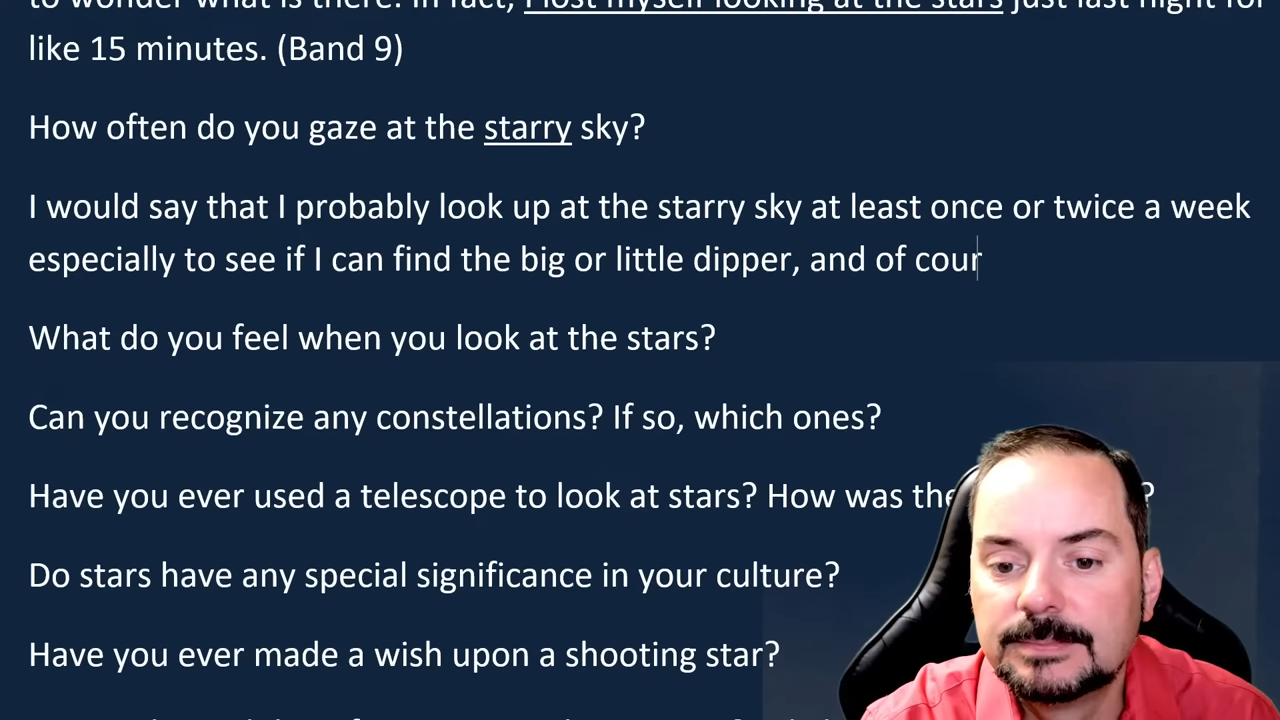 to wonder what is there. In fact, I lost myself looking at the stars just last night for
like 15 minutes. (Band 9)
How often do you gaze at the starry sky?
I would say that I probably look up at the starry sky at least once or twice a week
especially to see if I can find the big or little dipper, and of cour
What do you feel when you look at the stars?
Can you recognize any constellations? If so, which ones?
Have you ever used a telescope to look at stars? How was the ?
Do stars have any special significance in your culture?
Have you ever made a wish upon a shooting star?